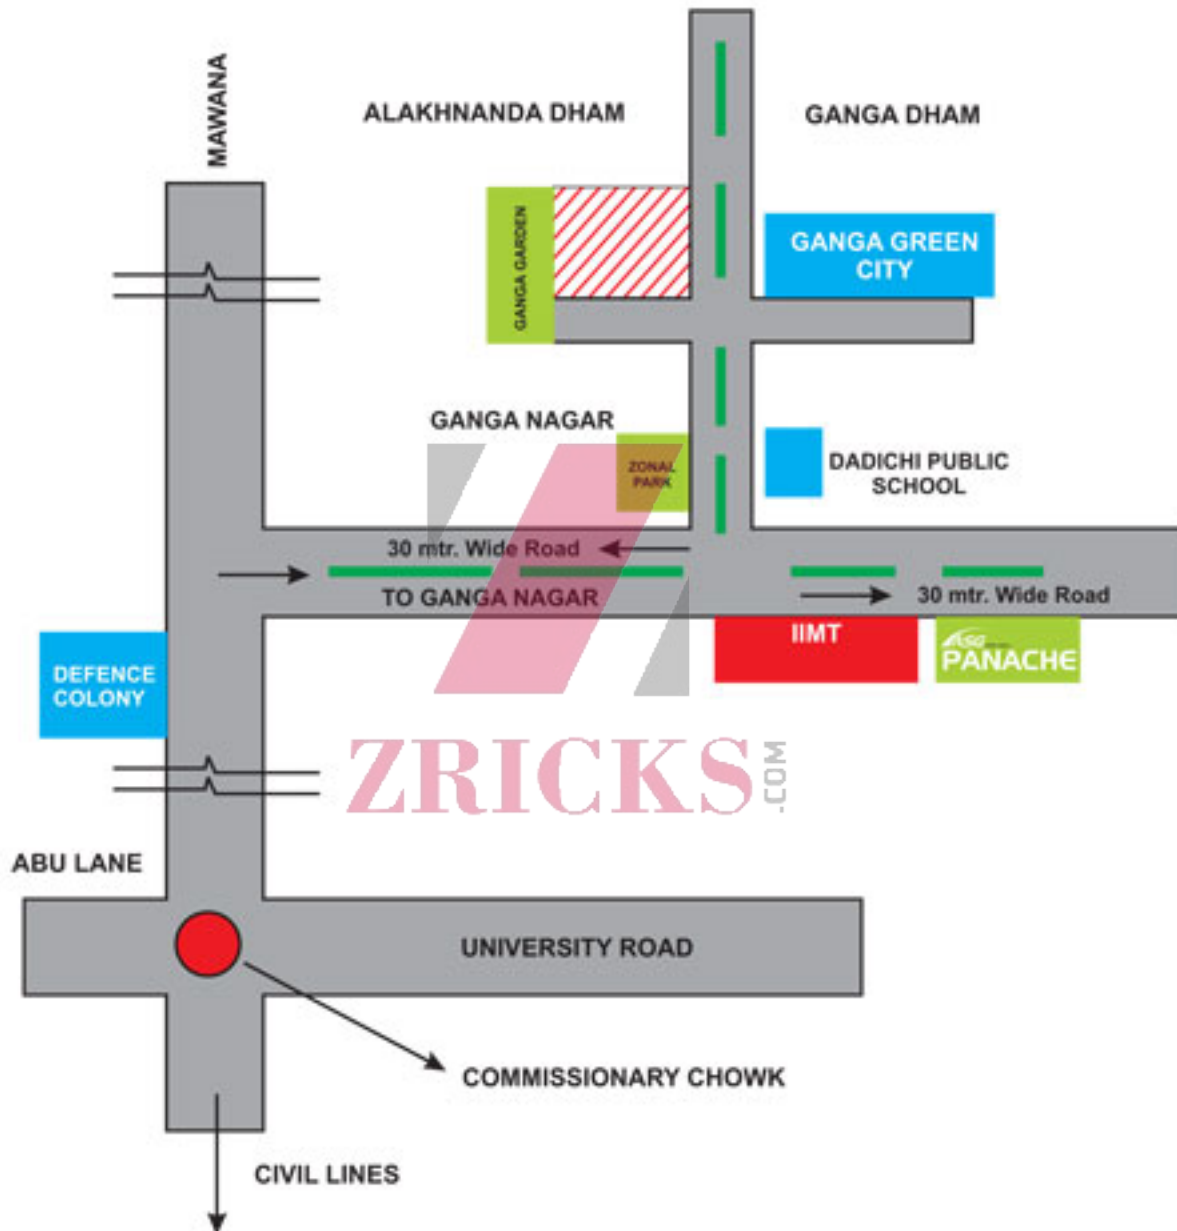 MAWANA
ALAKHNANDA DHAM
GANGA DHAM
GANGA GARDEN
GANGA GREEN
CITY
GANGA NAGAR
ZONAL
PARK
DADICHI PUBLIC
SCHOOL
30 mtr. Wide Road
TO GANGA NAGAR
30 mtr. Wide Road
IIMT
PANACHE
DEFENCE
COLONY
ZRICKS.COM
ABU LANE
UNIVERSITY ROAD
COMMISSIONARY CHOWK
CIVIL LINES